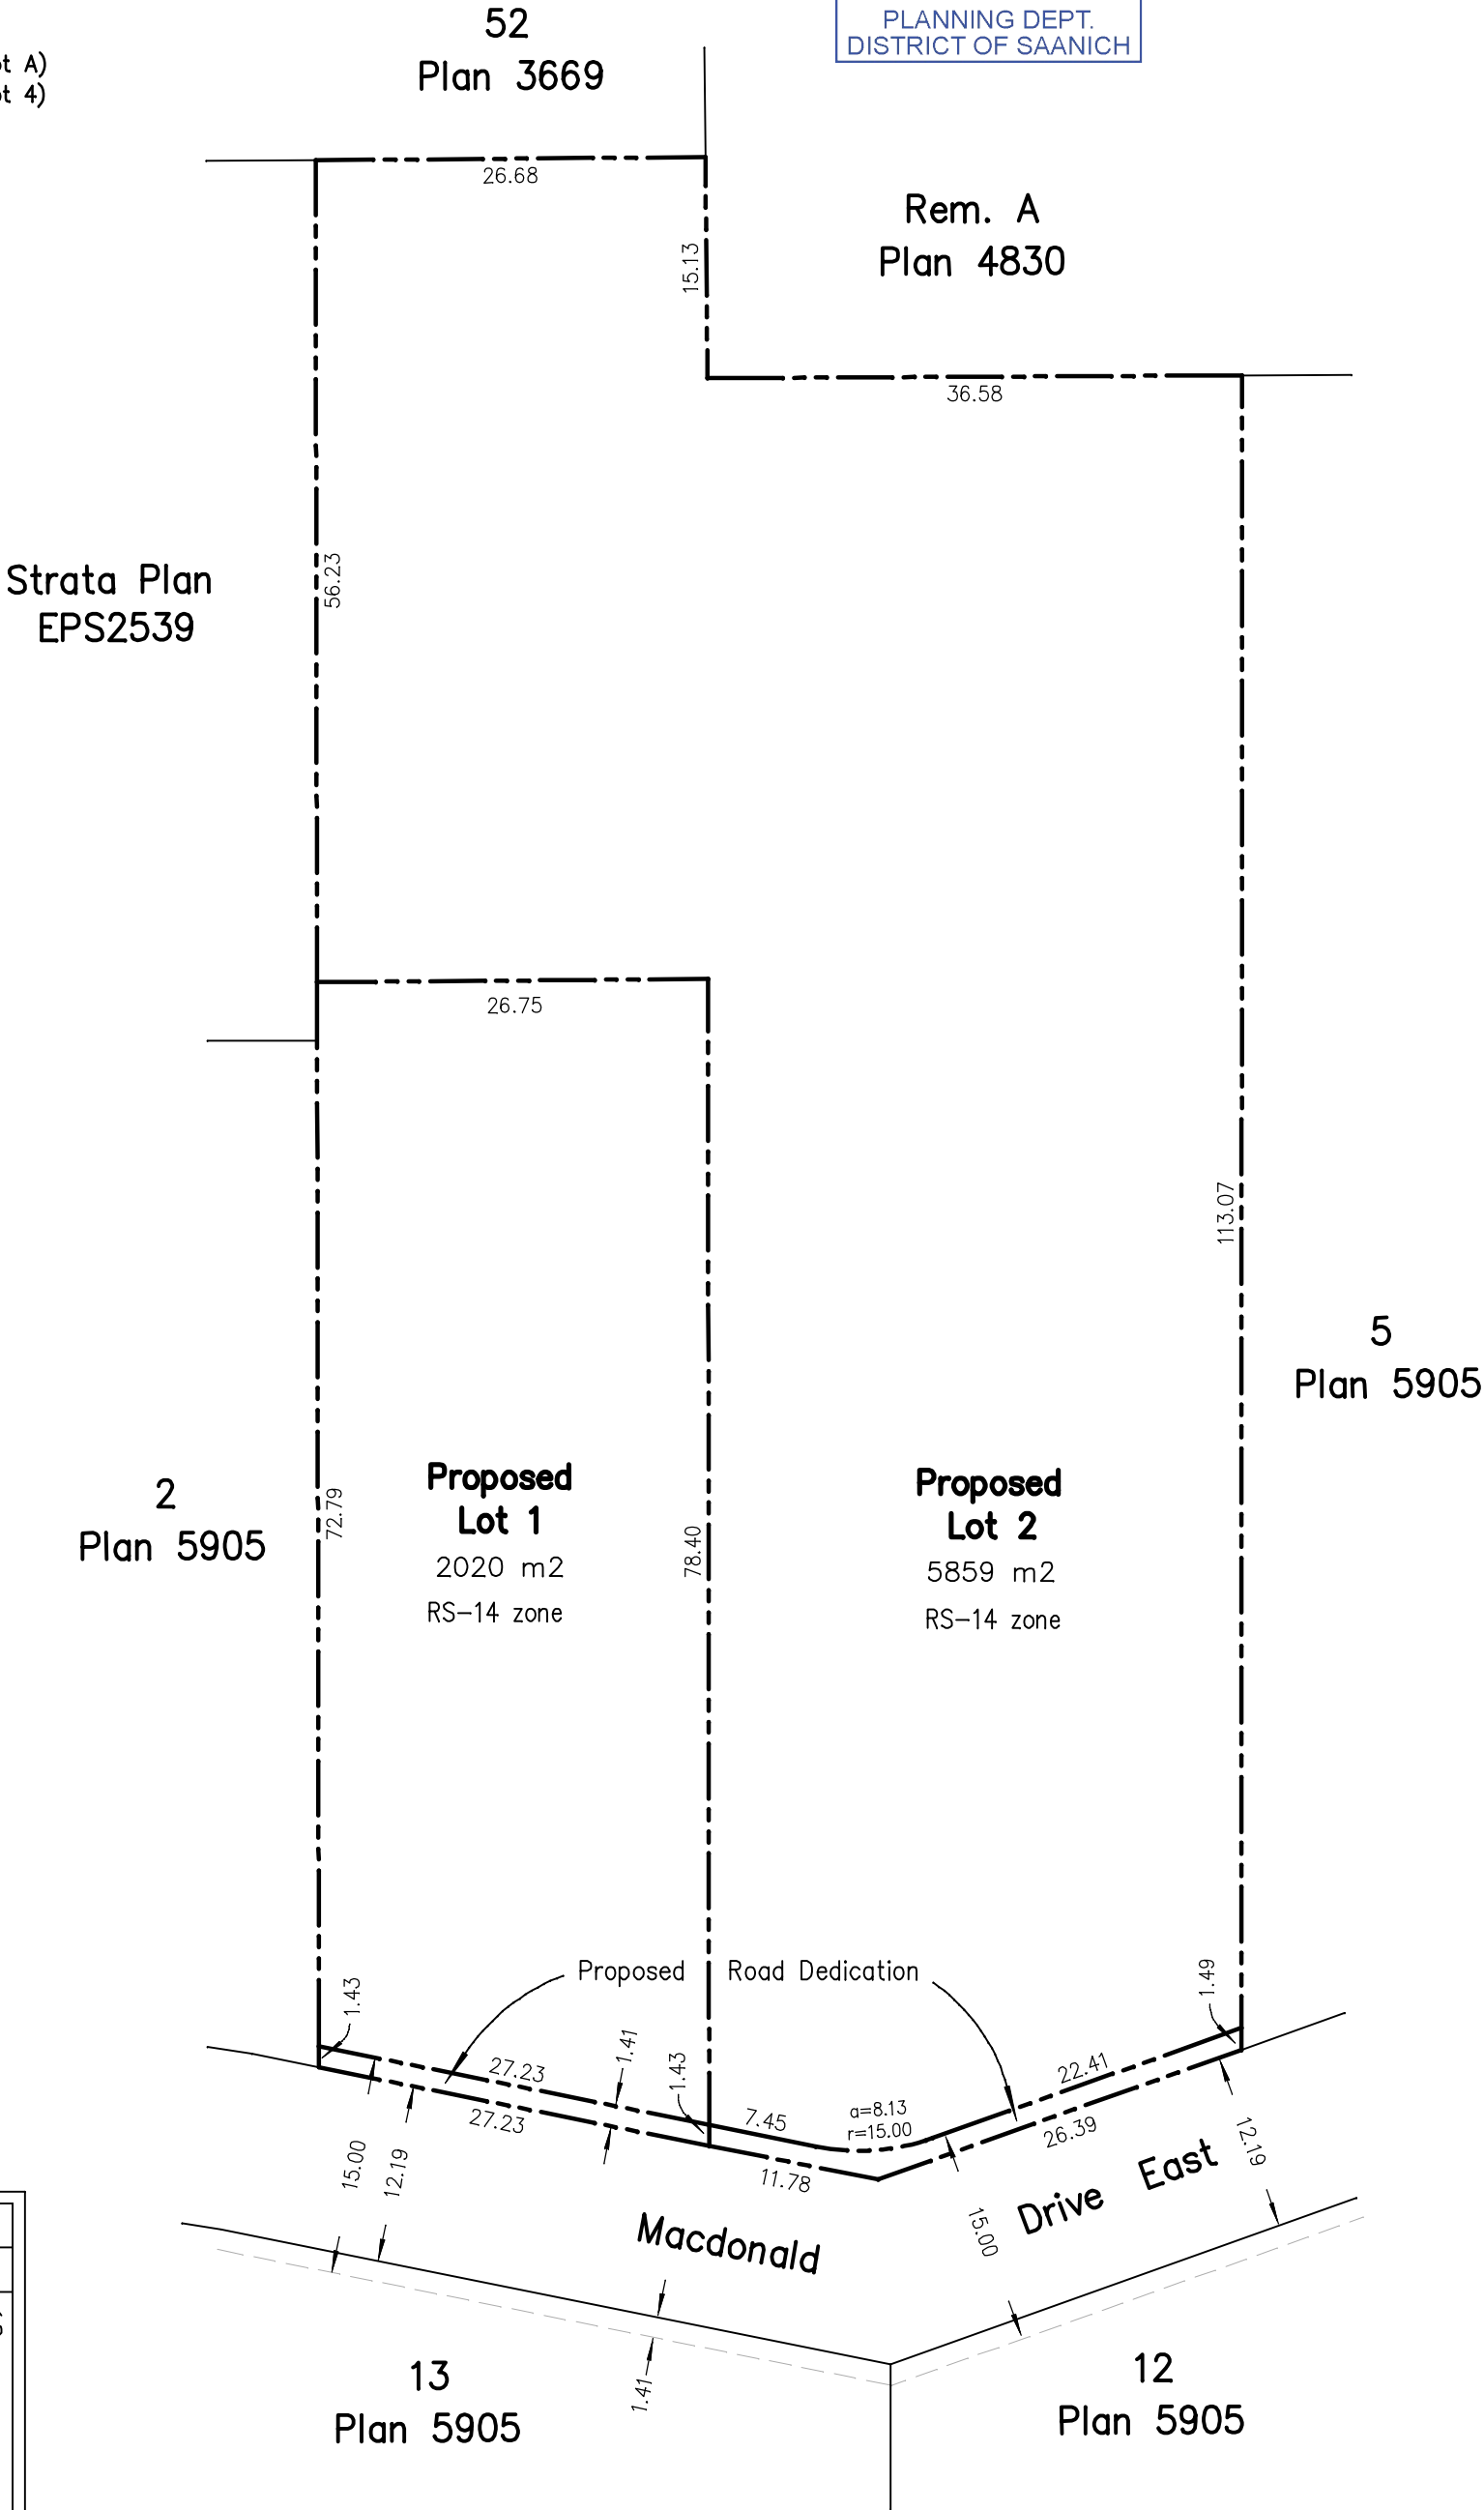 52
Plan 3669
PLANNING DEPT.
DISTRICT OF SAANICH
A)
4)
26.68
15.13
Rem. A
Plan 4830
36.58
56.23
Strata Plan
EPS2539
26.75
113.07
5
Plan 5905
2
Plan 5905
72.79
Proposed
Lot 1
2020 m2
RS-14 zone
78.40
Proposed
Lot 2
5859 m2
RS-14 zone
Proposed Road Dedication
1.43
1.49
27.23
1.41
1.43
7.45
a=8.13
r=15.00
22.41
27.23
11.78
26.39
15.00
12.19
12.19
15.00
Macdonald Drive East
1.41
13
Plan 5905
12
Plan 5905